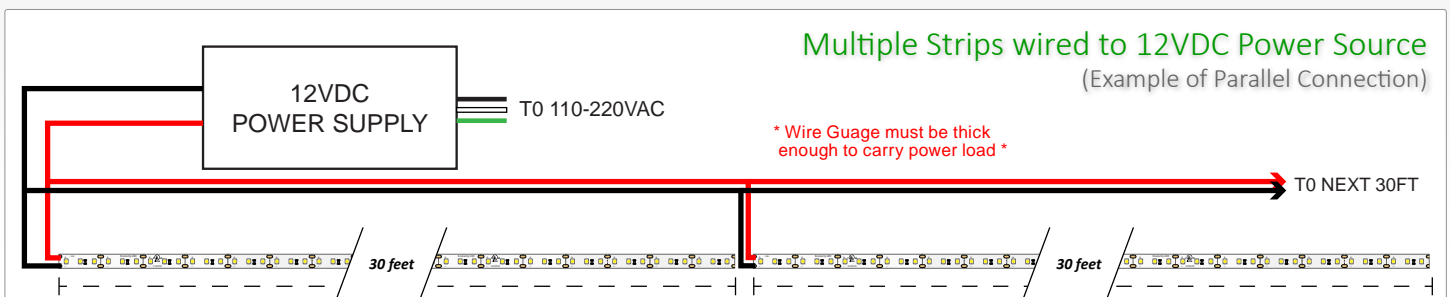 Multiple Strips wired to 12VDC Power Source
(Example of Parallel Connection)
12VDC
POWER SUPPLY
T0 110-220VAC
* Wire Guage must be thick
enough to carry power load *
T0 NEXT 30FT
30 feet
30 feet